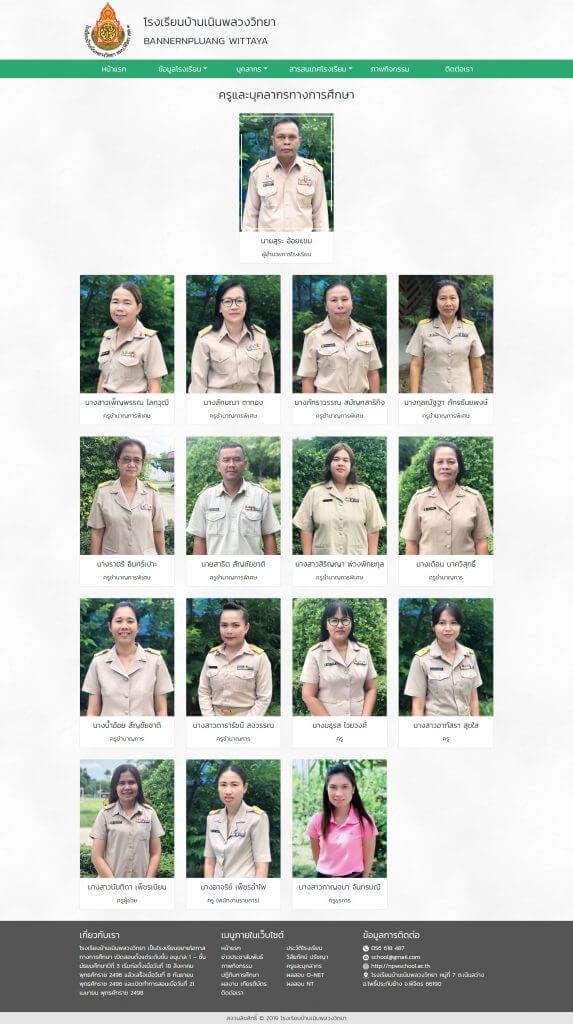 โรงเรียนบ้านเนินพลวงวิทยา
BANNERNPLUANG WITTAYA
หน้าแรก ข้อมูลโรงเรียน บุคลากร สารสนเทศโรงเรียน ภาพกิจกรรม ติดต่อเรา
ครูและบุคลากรทางการศึกษา
นายสุระ อ้อยแขม
ผู้อำนวยการโรงเรียน
นางสาวเพ็ญพรรณ โลกวุฒิ นางลักขณา ตาทอง นางภัทราวรรณ สมัญกสาริกิจ นางกุลณัฐฐา ภัทรธันยพงษ์
ครูชำนาญการพิเศษ ครูชำนาญการพิเศษ ครูชำนาญการพิเศษ ครูชำนาญการพิเศษ
นางราตรี อินทร์เปาะ นายสาธิต สัญชัยชาติ นางสาวสิริญญา พ่วงพิกยกุล นางเดือน นาควิสุทธิ์
ครูชำนาญการพิเศษ ครูชำนาญการพิเศษ ครูชำนาญการพิเศษ ครูชำนาญการ
นางน้ำอ้อย สัญชัยชาติ นางสาวดารารัชนี สงวรรณ นางมธุรส ไวยวงศ์ นางสาวอาภัสรา สุขใส
ครูชำนาญการ ครูชำนาญการ ครู ครู
นางสาวนันทิดา เพ็ชรเนียน นางอาจรีย์ เพ็ชรอำไพ นางสาวกาญจนา จันทรมณี
ครูผู้ช่วย ครู (พนักงานราชการ) ครูธุรการ
เกี่ยวกับเรา
โรงเรียนบ้านเนินพลวงวิทยา เป็นโรงเรียนขยายโอกาส
ทางการศึกษา เปิดสอนตั้งแต่ระดับชั้น อนุบาล 1 - ชั้น
มัธยมศึกษาปีที่ 3 เริ่มก่อตั้งเมื่อวันที่ 18 สิงหาคม
พุทธศักราช 2496 แล้วเสร็จเมื่อวันที่ 8 กันยายน
พุทธศักราช 2496 และเปิดทำการสอนเมื่อวันที่ 21
เมษายน พุทธศักราช 2498
เมนูภายในเว็บไซต์
หน้าแรก ประวัติโรงเรียน
ข่าวประชาสัมพันธ์ วิสัยทัศน์ ปรัชญา
ภาพกิจกรรม ครูและบุคลากร
ปฏิทินการศึกษา ผลสอบ O-NET
ผลงาน เกียรติบัตร ผลสอบ NT
ติดต่อเรา
ข้อมูลการติดต่อ
056 618 487
school@gmail.com
http://npwschool.ac.th
โรงเรียนบ้านเนินพลวงวิทยา หมู่ที่ 7 ต.เนินสว่าง
อ.โพธิ์ประทับช้าง จ.พิจิตร 66190
สงวนลิขสิทธิ์ © 2019 โรงเรียนบ้านเนินพลวงวิทยา